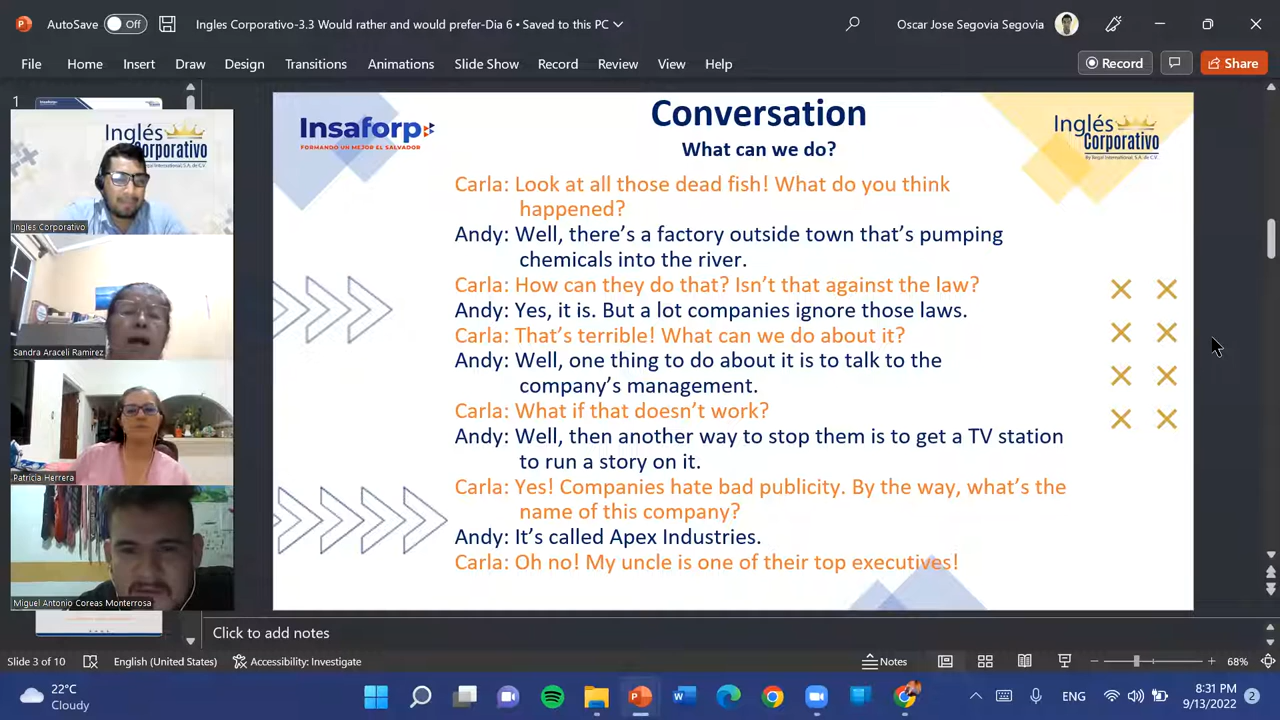 AutoSave Off Ingles Corporativo-3.3 Would rather and would prefer-Dia 6 • Saved to this PC Oscar Jose Segovia Segovia
File Home Insert Draw Design Transitions Animations Slide Show Record Review View Help Record Share
1
Inglés
Corporativo
Ingles Corporativo
Sandra Araceli Ramirez
Patricia Herrera
Miguel Antonio Coreas Monterrosa
Insaforp
FORMANDO UN MEJOR EL SALVADOR
Inglés
Corporativo
By Regal International, S.A. de C.V.
Conversation
What can we do?
Carla: Look at all those dead fish! What do you think
happened?
Andy: Well, there's a factory outside town that's pumping
chemicals into the river.
Carla: How can they do that? Isn't that against the law?
Andy: Yes, it is. But a lot companies ignore those laws.
Carla: That's terrible! What can we do about it?
Andy: Well, one thing to do about it is to talk to the
company's management.
Carla: What if that doesn't work?
Andy: Well, then another way to stop them is to get a TV station
to run a story on it.
Carla: Yes! Companies hate bad publicity. By the way, what's the
name of this company?
Andy: It's called Apex Industries.
Carla: Oh no! My uncle is one of their top executives!
Click to add notes
Slide 3 of 10 English (United States) Accessibility: Investigate Notes 68%
22°C
Cloudy
ENG
8:31 PM
9/13/2022
2